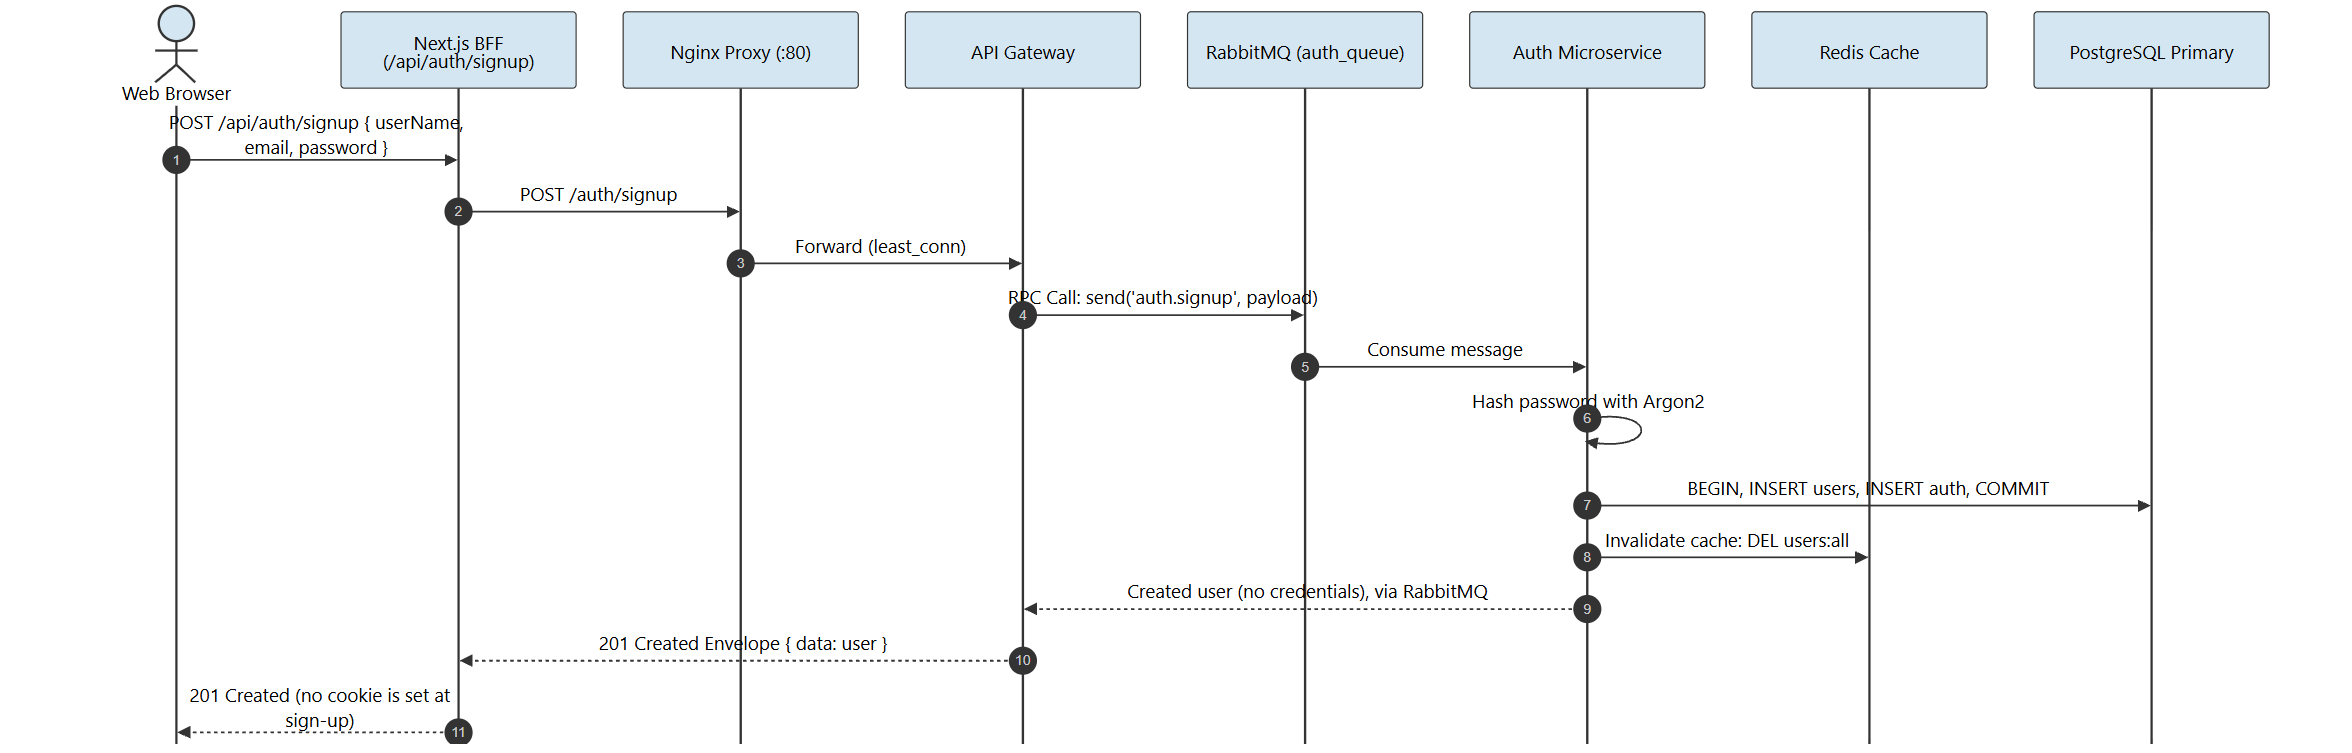 Web Browser
Next.js BFF
(/api/auth/signup)
Nginx Proxy (:80)
API Gateway
RabbitMQ (auth_queue)
Auth Microservice
Redis Cache
PostgreSQL Primary
POST /api/auth/signup { userName,
email, password }
1
POST /auth/signup
2
Forward (least_conn)
3
RPC Call: send('auth.signup', payload)
4
Consume message
5
Hash password with Argon2
6
BEGIN, INSERT users, INSERT auth, COMMIT
7
Invalidate cache: DEL users:all
8
Created user (no credentials), via RabbitMQ
9
201 Created Envelope { data: user }
10
201 Created (no cookie is set at
sign-up)
11